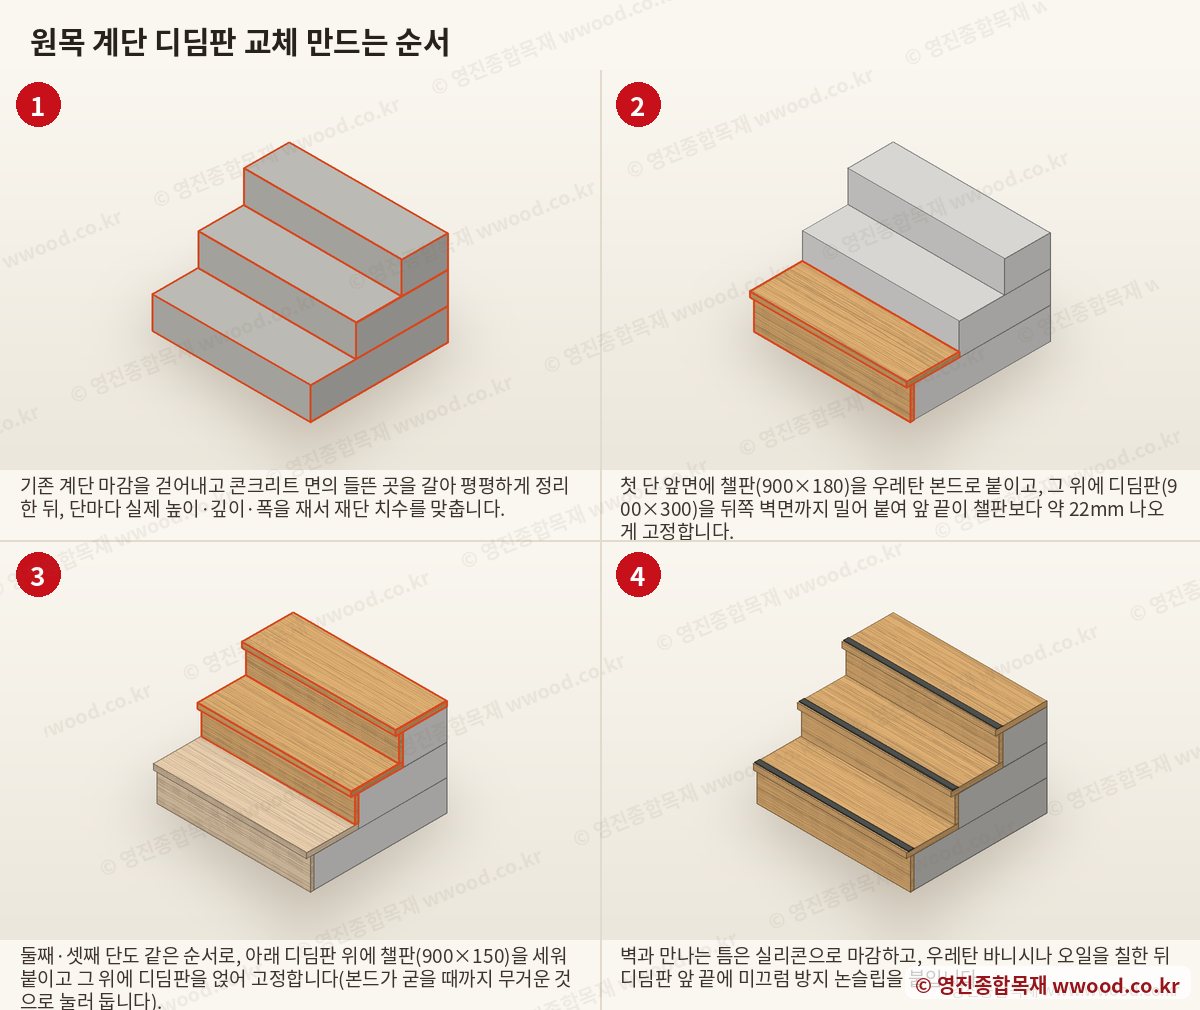 원목 계단 디딤판 교체 만드는 순서
1
2
기존 계단 마감을 걷어내고 콘크리트 면의 들뜬 곳을 갈아 평평하게 정리
한 뒤, 단마다 실제 높이·깊이·폭을 재서 재단 치수를 맞춥니다.
첫 단 앞면에 챌판(900×180)을 우레탄 본드로 붙이고, 그 위에 디딤판(9
00×300)을 뒤쪽 벽면까지 밀어 붙여 앞 끝이 챌판보다 약 22mm 나오
게 고정합니다.
3
4
둘째·셋째 단도 같은 순서로, 아래 디딤판 위에 챌판(900×150)을 세워
붙이고 그 위에 디딤판을 얹어 고정합니다(본드가 굳을 때까지 무거운 것
으로 눌러 둡니다).
벽과 만나는 틈은 실리콘으로 마감하고, 우레탄 바니시나 오일을 칠한 뒤
디딤판 앞 끝에 미끄럼 방지 논슬립을
© 영진종합목재 wwood.co.kr